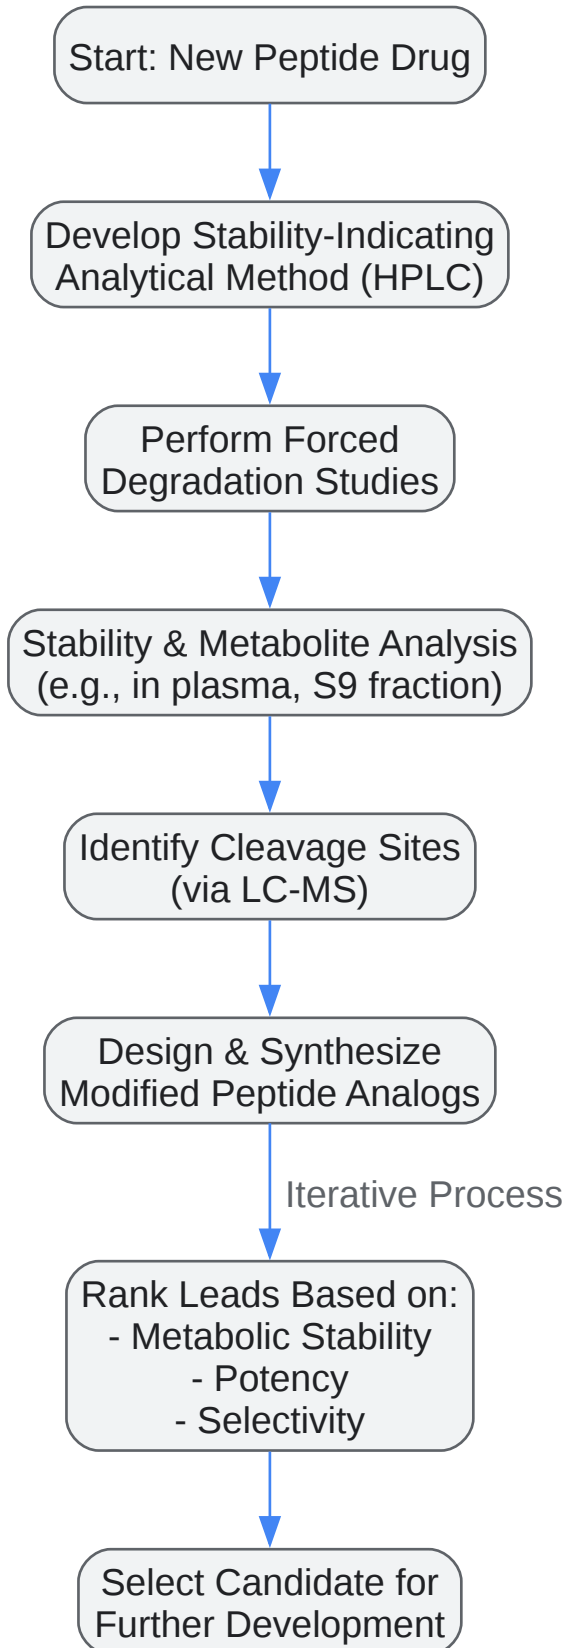 Start: New Peptide Drug
Develop Stability-Indicating
Analytical Method (HPLC)
Perform Forced
Degradation Studies
Stability & Metabolite Analysis
(e.g., in plasma, S9 fraction)
Identify Cleavage Sites
(via LC-MS)
Design & Synthesize
Modified Peptide Analogs
Iterative Process
Rank Leads Based on:
- Metabolic Stability
- Potency
- Selectivity
Select Candidate for
Further Development